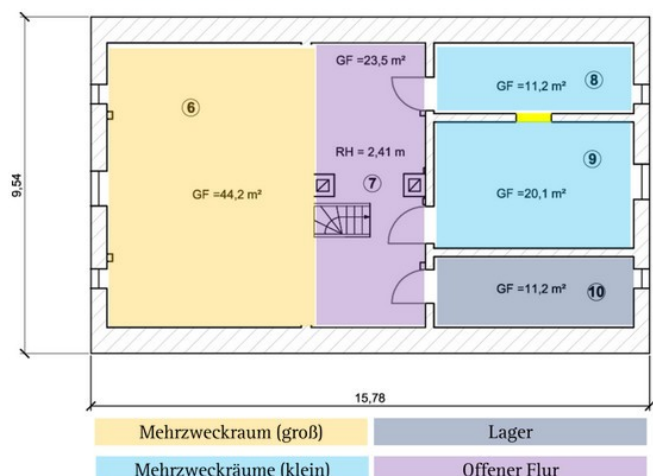 GF =23,5 m²
GF =11,2 m²
8
6
RH = 2,41 m
9
7
GF =44,2 m²
GF =20,1 m²
GF =11,2 m²
10
9,54
15,78
Mehrzweckraum (groß)
Lager
Mehrzweckräume (klein)
Offener Flur